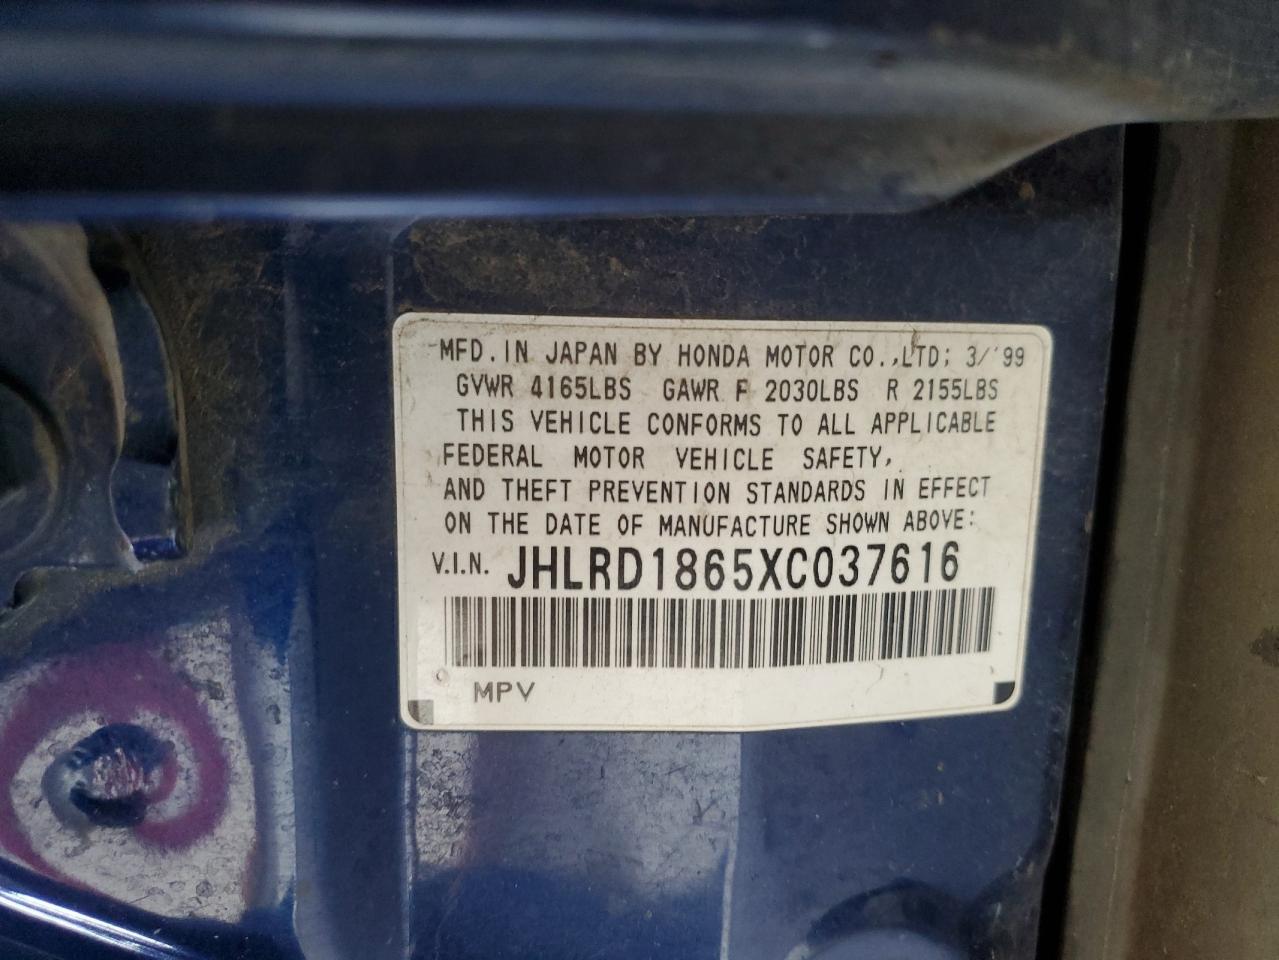 MFD. IN JAPAN BY HONDA MOTOR CO.,LTD; 3/'99
GVWR 4165LBS GAWR F 2030LBS R 2155LBS
THIS VEHICLE CONFORMS TO ALL APPLICABLE
FEDERAL MOTOR VEHICLE SAFETY,
AND THEFT PREVENTION STANDARDS IN EFFECT
ON THE DATE OF MANUFACTURE SHOWN ABOVE:
V.I.N. JHLRD1865XC037616
MPV